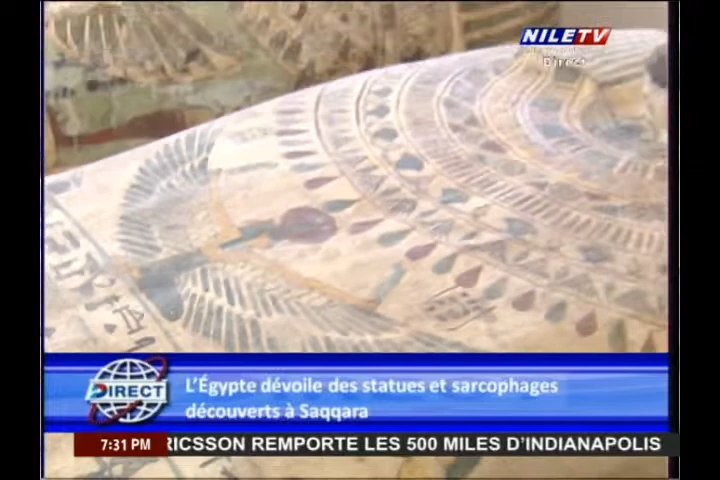 NILETV
Direct
DIRECT
L'Égypte dévoile des statues et sarcophages
découverts à Saqqara
7:31 PM
RICSSON REMPORTE LES 500 MILES D'INDIANAPOLIS